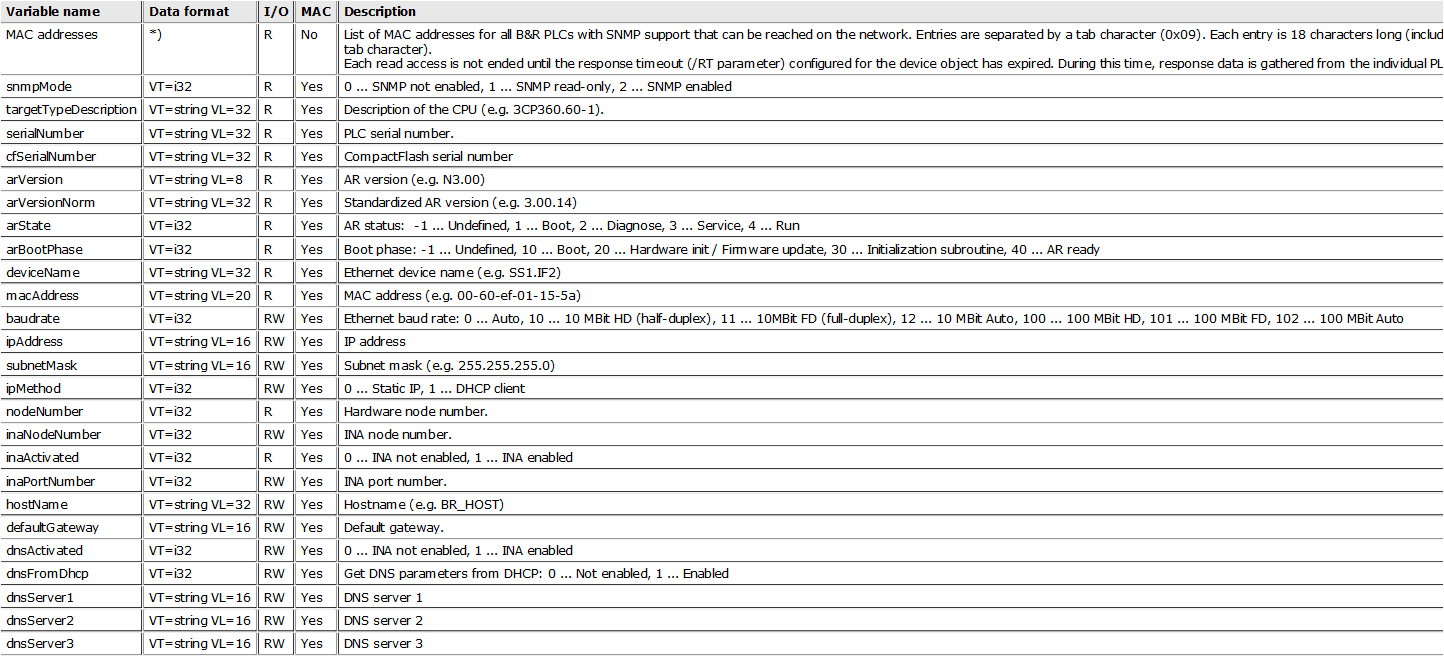 Variable name Data format I/O MAC Description
MAC addresses *) R No List of MAC addresses for all B&R PLCs with SNMP support that can be reached on the network. Entries are separated by a tab character (0x09). Each entry is 18 characters long (includ
tab character).
Each read access is not ended until the response timeout (/RT parameter) configured for the device object has expired. During this time, response data is gathered from the individual PL
snmpMode VT=i32 R Yes 0 ... SNMP not enabled, 1 ... SNMP read-only, 2 ... SNMP enabled
targetTypeDescription VT=string VL=32 R Yes Description of the CPU (e.g. 3CP360.60-1).
serialNumber VT=string VL=32 R Yes PLC serial number.
cfSerialNumber VT=string VL=32 R Yes CompactFlash serial number
arVersion VT=string VL=8 R Yes AR version (e.g. N3.00)
arVersionNorm VT=string VL=32 R Yes Standardized AR version (e.g. 3.00.14)
arState VT=i32 R Yes AR status: -1 ... Undefined, 1 ... Boot, 2 ... Diagnose, 3 ... Service, 4 ... Run
arBootPhase VT=i32 R Yes Boot phase: -1 ... Undefined, 10 ... Boot, 20 ... Hardware init / Firmware update, 30 ... Initialization subroutine, 40 ... AR ready
deviceName VT=string VL=32 R Yes Ethernet device name (e.g. SS1.IF2)
macAddress VT=string VL=20 R Yes MAC address (e.g. 00-60-ef-01-15-5a)
baudrate VT=i32 RW Yes Ethernet baud rate: 0 ... Auto, 10 ... 10 MBit HD (half-duplex), 11 ... 10MBit FD (full-duplex), 12 ... 10 MBit Auto, 100 ... 100 MBit HD, 101 ... 100 MBit FD, 102 ... 100 MBit Auto
ipAddress VT=string VL=16 RW Yes IP address
subnetMask VT=string VL=16 RW Yes Subnet mask (e.g. 255.255.255.0)
ipMethod VT=i32 RW Yes 0 ... Static IP, 1 ... DHCP client
nodeNumber VT=i32 R Yes Hardware node number.
inaNodeNumber VT=i32 RW Yes INA node number.
inaActivated VT=i32 R Yes 0 ... INA not enabled, 1 ... INA enabled
inaPortNumber VT=i32 RW Yes INA port number.
hostName VT=string VL=32 RW Yes Hostname (e.g. BR_HOST)
defaultGateway VT=string VL=16 RW Yes Default gateway.
dnsActivated VT=i32 RW Yes 0 ... INA not enabled, 1 ... INA enabled
dnsFromDhcp VT=i32 RW Yes Get DNS parameters from DHCP: 0 ... Not enabled, 1 ... Enabled
dnsServer1 VT=string VL=16 RW Yes DNS server 1
dnsServer2 VT=string VL=16 RW Yes DNS server 2
dnsServer3 VT=string VL=16 RW Yes DNS server 3